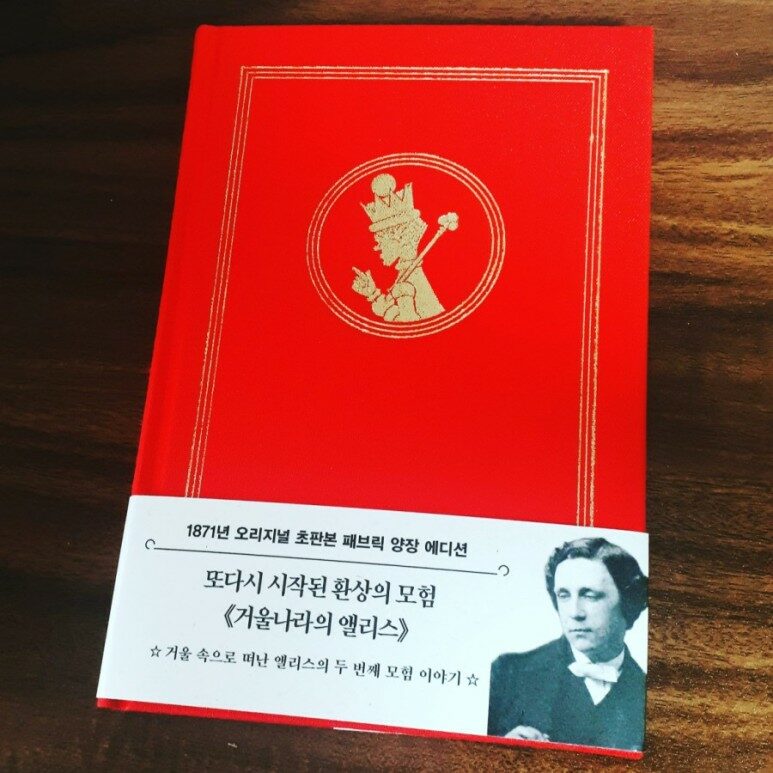 1871년 오리지널 초판본 패브릭 양장 에디션
또다시 시작된 환상의 모험
《거울나라의 앨리스》
☆ 거울 속으로 떠난 앨리스의 두 번째 모험 이야기 ☆